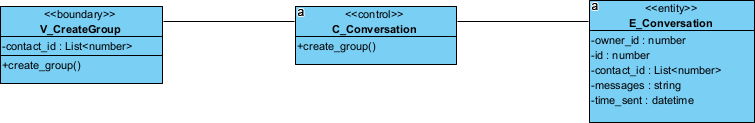 <<boundary>>
V_CreateGroup
-contact_id : List<number>
+create_group()
a
<<control>>
C_Conversation
+create_group()
a
<<entity>>
E_Conversation
-owner_id : number
-id : number
-contact_id : List<number>
-messages : string
-time_sent : datetime